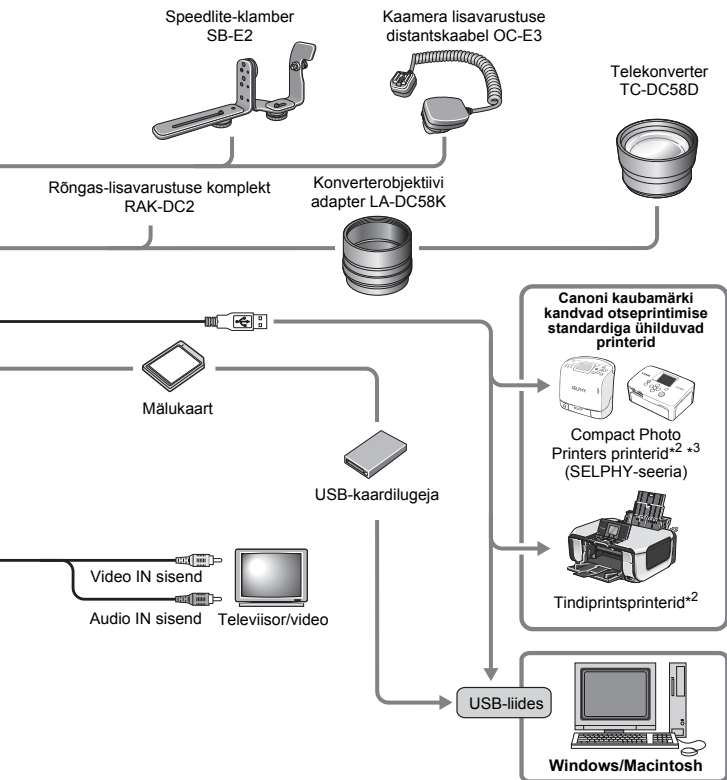 Speedlite-klamber
SB-E2
Kaamera lisavarustuse
distantskaabel OC-E3
Telekonverter
TC-DC58D
Rõngas-lisavarustuse komplekt
RAK-DC2
Konverterobjektiivi
adapter LA-DC58K
Canoni kaubamärki
kandvad otseprintimise
standardiga ühilduvad
printerid
SELPHY
Compact Photo
Printers printerid*2 *3
(SELPHY-seeria)
Mälukaart
USB-kaardilugeja
Video IN sisend
Audio IN sisend
Televiisor/video
Tindiprintsprinterid*2
USB-liides
Windows/Macintosh